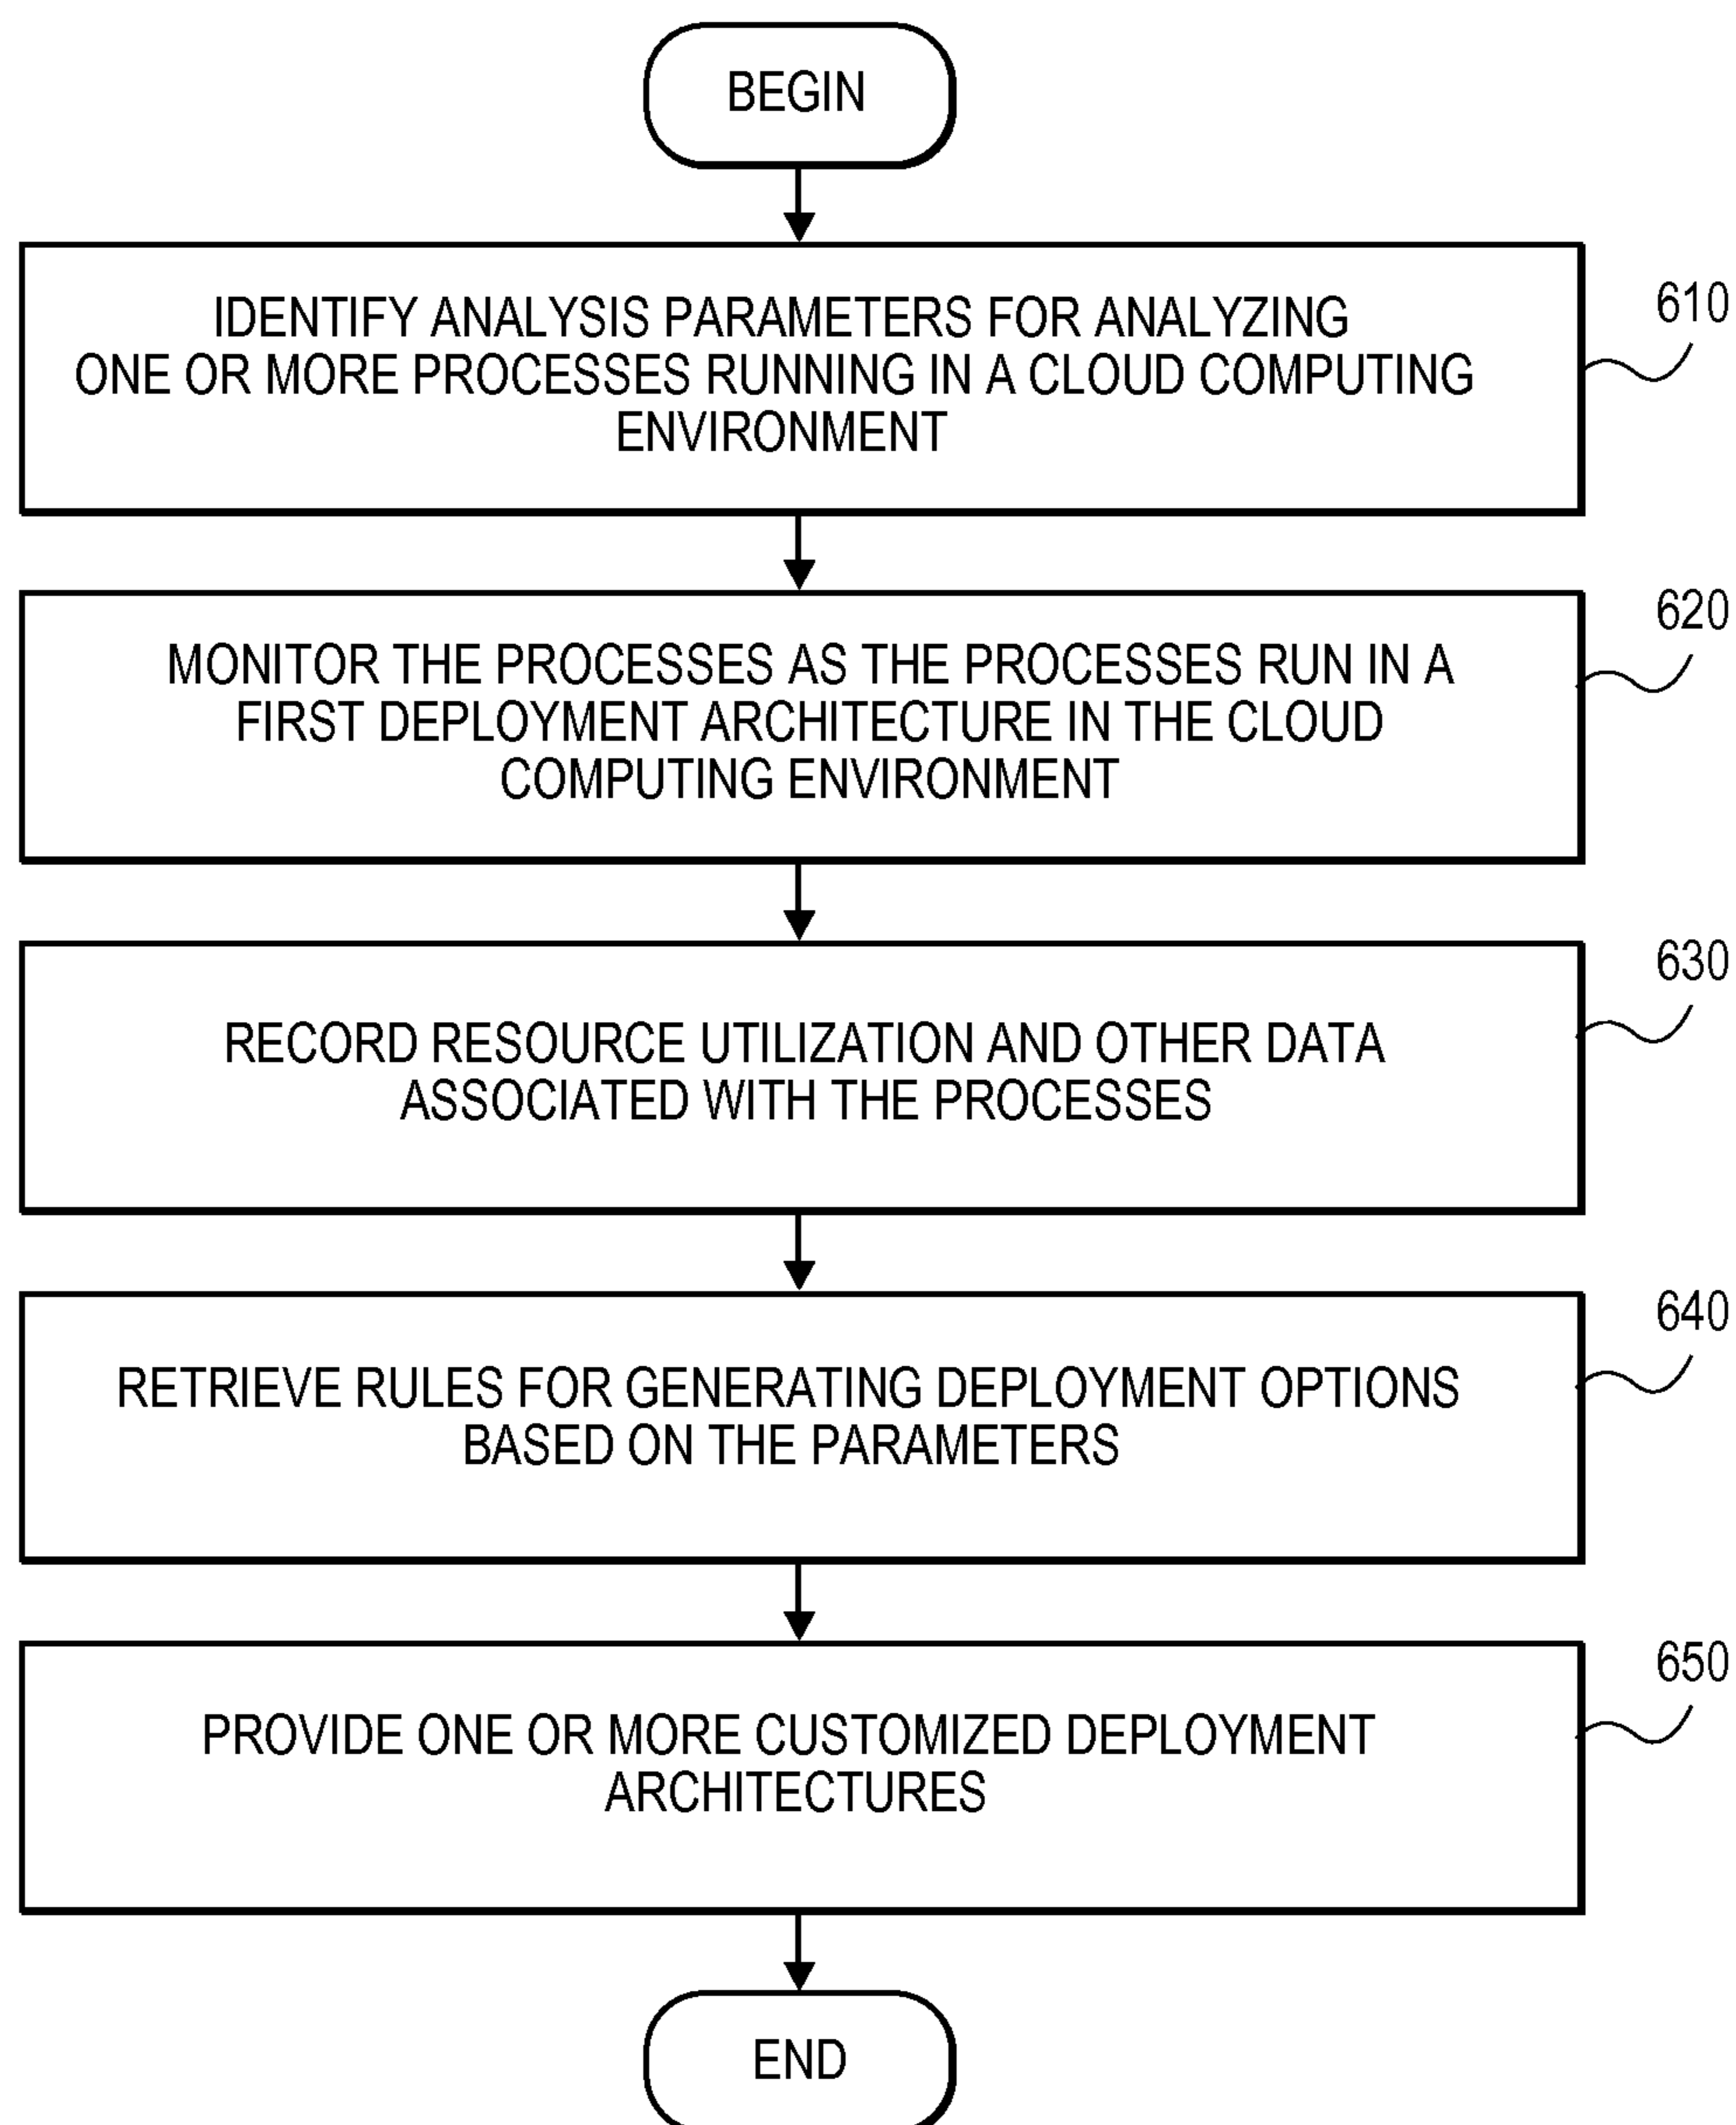 BEGIN
IDENTIFY ANALYSIS PARAMETERS FOR ANALYZING
ONE OR MORE PROCESSES RUNNING IN A CLOUD COMPUTING
ENVIRONMENT
610
MONITOR THE PROCESSES AS THE PROCESSES RUN IN A
FIRST DEPLOYMENT ARCHITECTURE IN THE CLOUD
COMPUTING ENVIRONMENT
620
RECORD RESOURCE UTILIZATION AND OTHER DATA
ASSOCIATED WITH THE PROCESSES
630
RETRIEVE RULES FOR GENERATING DEPLOYMENT OPTIONS
BASED ON THE PARAMETERS
640
PROVIDE ONE OR MORE CUSTOMIZED DEPLOYMENT
ARCHITECTURES
650
END